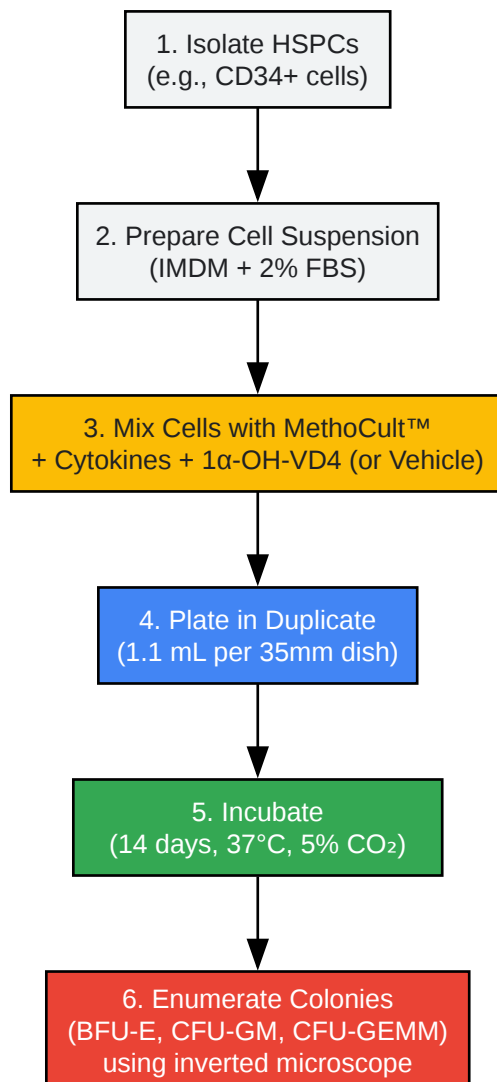 1. Isolate HSPCs
(e.g., CD34+ cells)
2. Prepare Cell Suspension
(IMDM + 2% FBS)
3. Mix Cells with MethoCult™
+ Cytokines + 1α-OH-VD4 (or Vehicle)
4. Plate in Duplicate
(1.1 mL per 35mm dish)
5. Incubate
(14 days, 37°C, 5% CO₂)
6. Enumerate Colonies
(BFU-E, CFU-GM, CFU-GEMM)
using inverted microscope